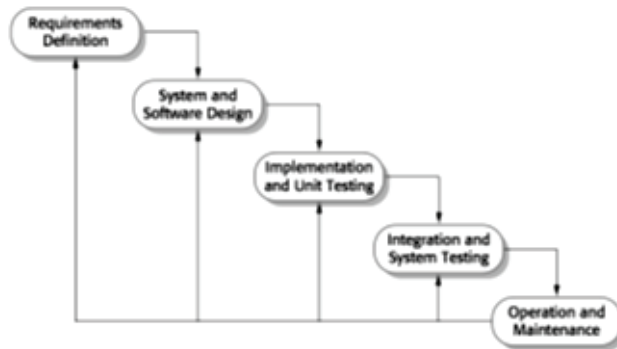 Requirements
Definition
System and
Software Design
Implementation
and Unit Testing
Integration and
System Testing
Operation and
Maintenance